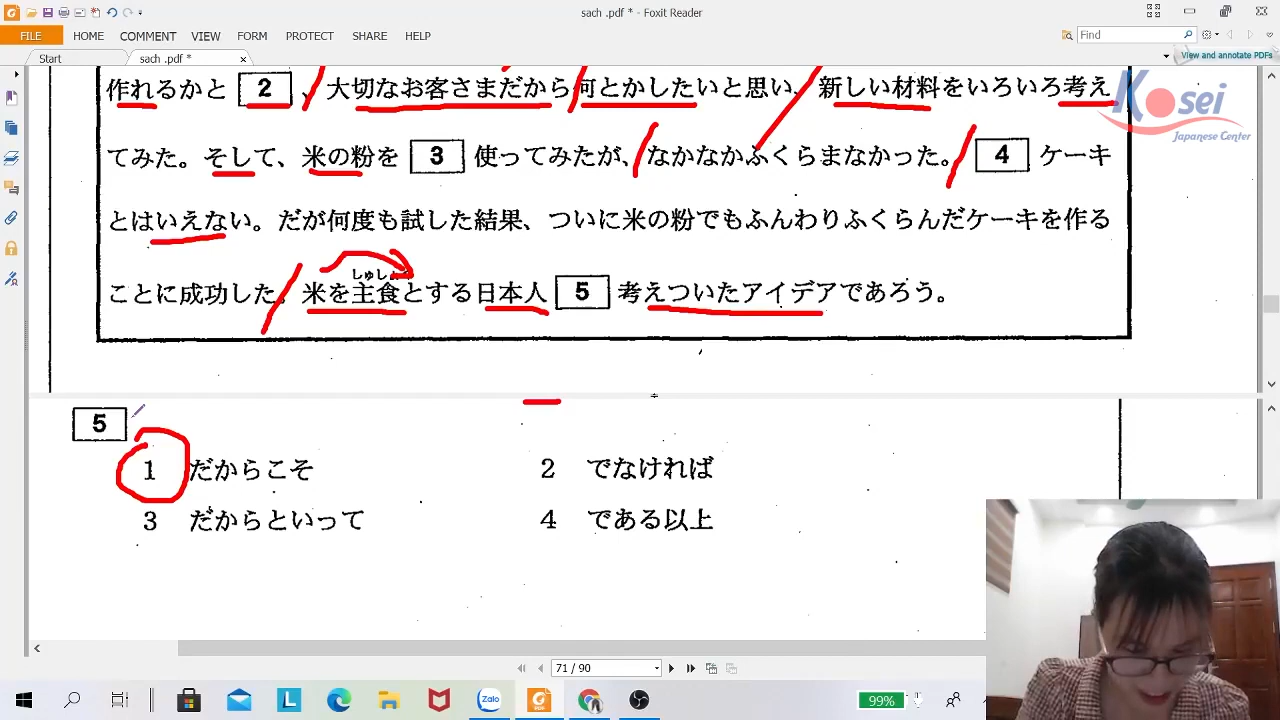 sach .pdf * - Foxit Reader
FILE HOME COMMENT VIEW FORM PROTECT SHARE HELP
Find
Start sach .pdf *
View and annotate PDFs
作れるかと 2 、大切なお客さまだから何とかしたいと思い、新しい材料をいろいろ考え
てみた。そして、米の粉を 3 使ってみたが、なかなかふくらまなかった。 4 ケーキ
とはいえない。だが何度も試した結果、ついに米の粉でもふんわりふくらんだケーキを作る
しゅしょく
ことに成功した。米を主食とする日本人 5 考えついたアイデアであろう。
Kosei
Japanese Center
5
1 だからこそ 2 でなければ
3 だからといって 4 である以上
71 / 90
L Zalo PDF 99%